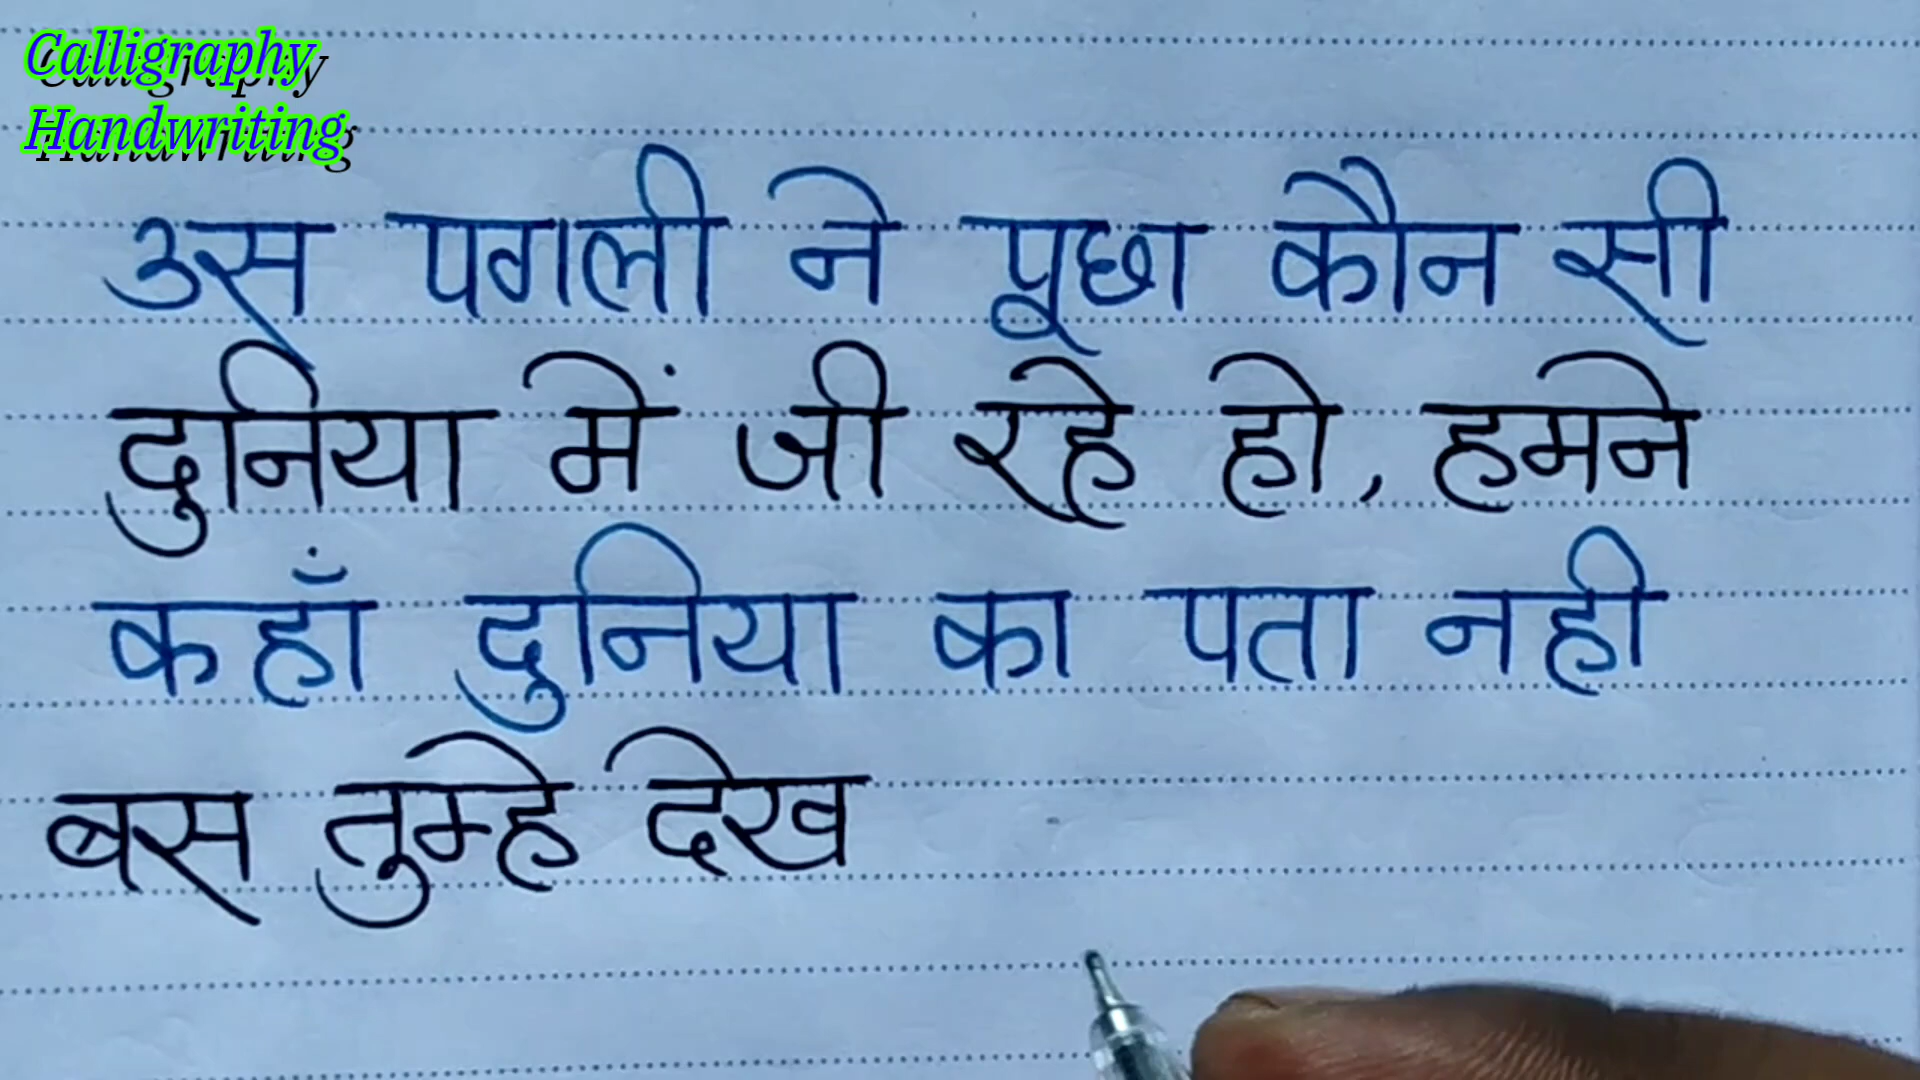 Calligraphy
Handwriting
उस पगली ने पूछा कौन सी
दुनिया में जी रहे हो, हमने
कहाँ दुनिया का पता नही
बस तुम्हे देख